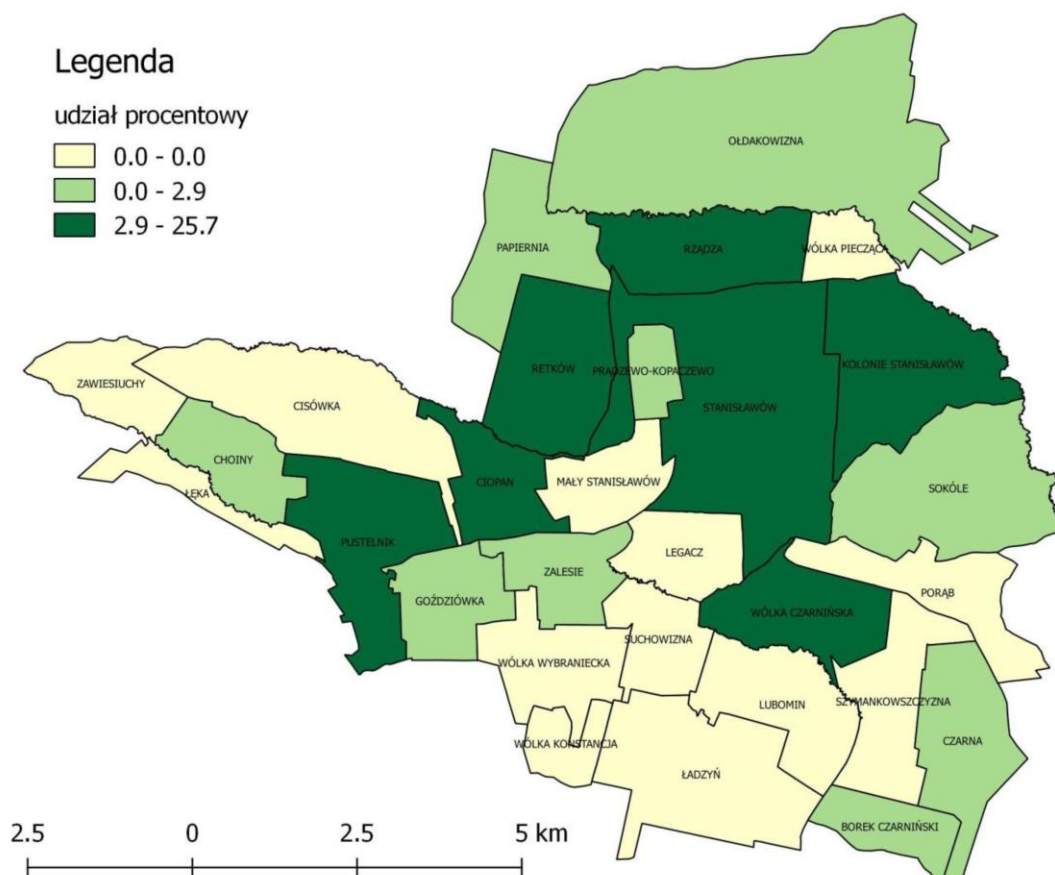 Legenda
udział procentowy
0.0 - 0.0
0.0 - 2.9
2.9 - 25.7
OŁDAKOWIZNA
PAPIERNIA
RZĄDZA
WÓLKA PIECZĄCA
RETKÓW
PRĄDZEWO-KOPACZEWO
KOLONIE STANISŁAWÓW
ZAWIESIUCHY
CISÓWKA
STANISŁAWÓW
CHOINY
ŁĘKA
CIOPAN
MAŁY STANISŁAWÓW
SOKÓLE
PUSTELNIK
LEGACZ
GOŹDZIÓWKA
ZALESIE
PORĄB
WÓLKA CZARNIŃSKA
SUCHOWIZNA
WÓLKA WYBRANIECKA
LUBOMIN
SZYMANKOWSZCZYZNA
WÓLKA KONSTANCJA
CZARNA
ŁADZYŃ
BOREK CZARNIŃSKI
2.5 0 2.5 5 km